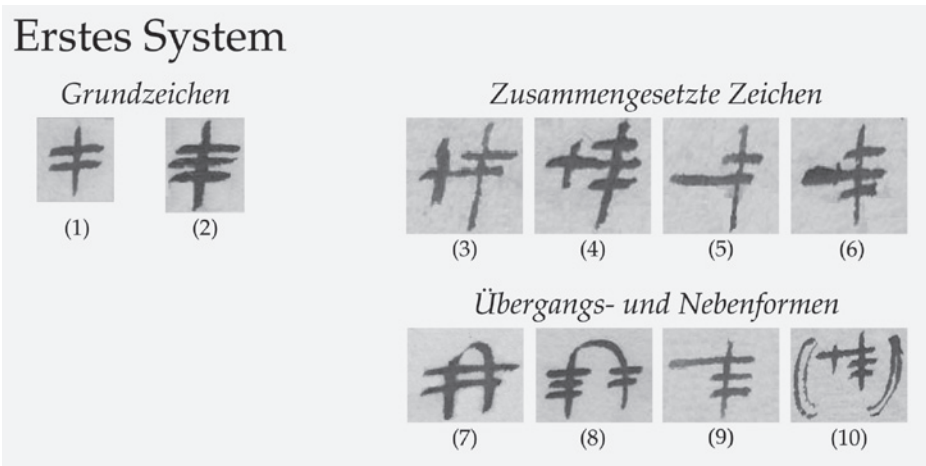 Erstes System
Grundzeichen
Zusammengesetzte Zeichen
(1) (2) (3) (4) (5) (6)
Übergangs- und Nebenformen
(7) (8) (9) (10)